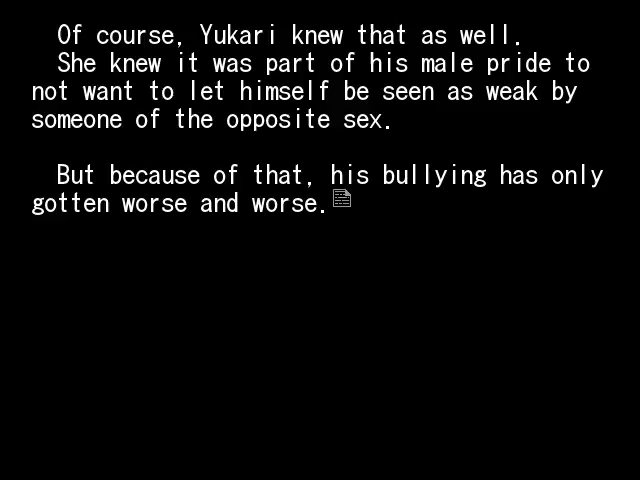 Of course, Yukari knew that as well.
She knew it was part of his male pride to
not want to let himself be seen as weak by
someone of the opposite sex.
But because of that, his bullying has only
gotten worse and worse.